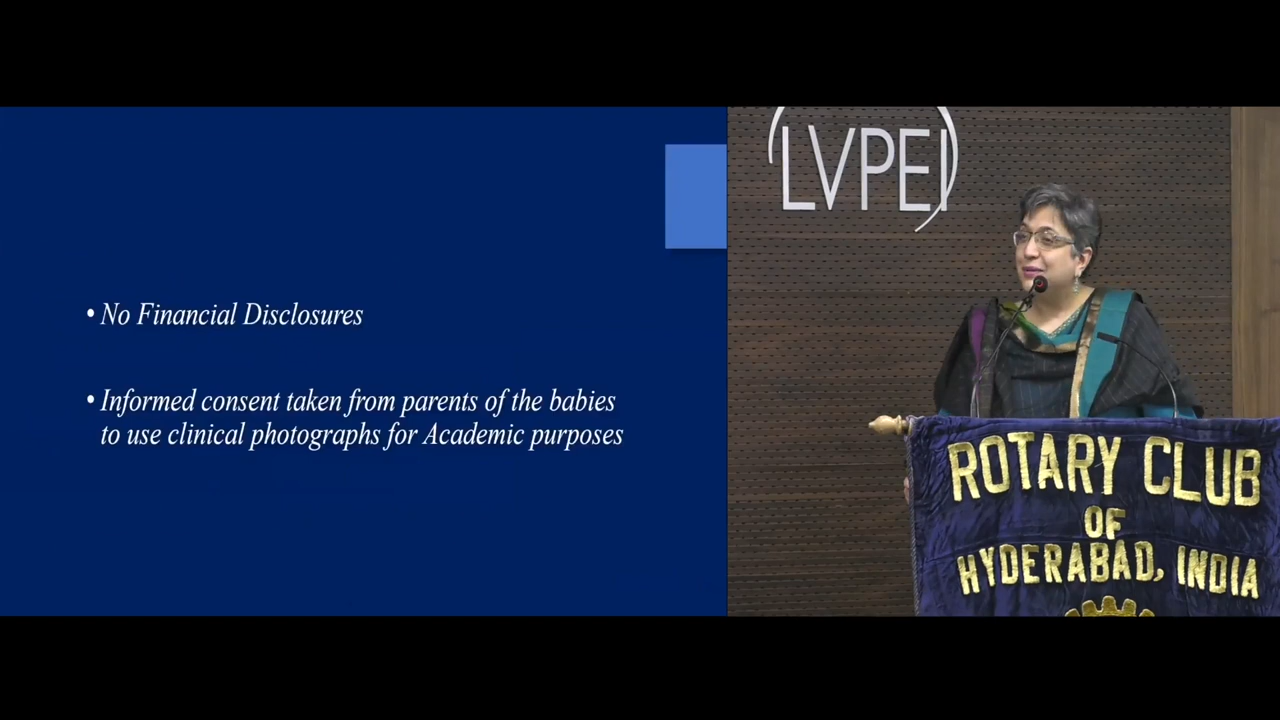 • No Financial Disclosures
• Informed consent taken from parents of the babies
to use clinical photographs for Academic purposes
LVPEI
ROTARY CLUB
OF
HYDERABAD, INDIA